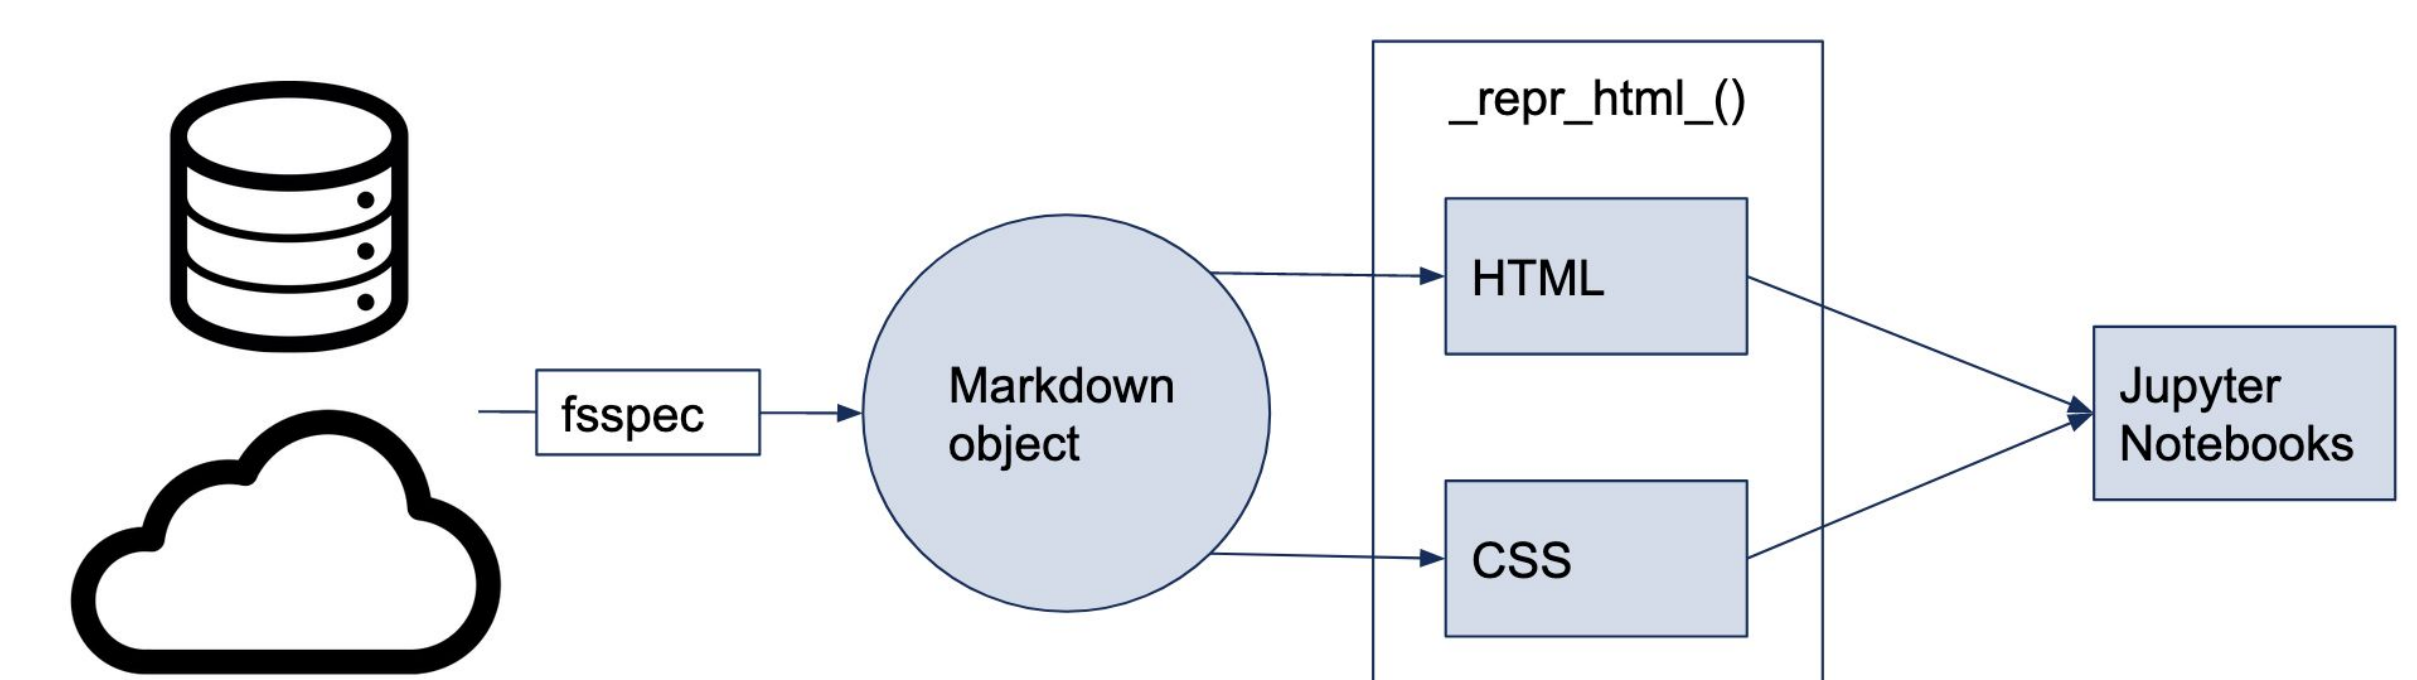 _repr_html_()
HTML
fsspec
Markdown
object
Jupyter
Notebooks
CSS